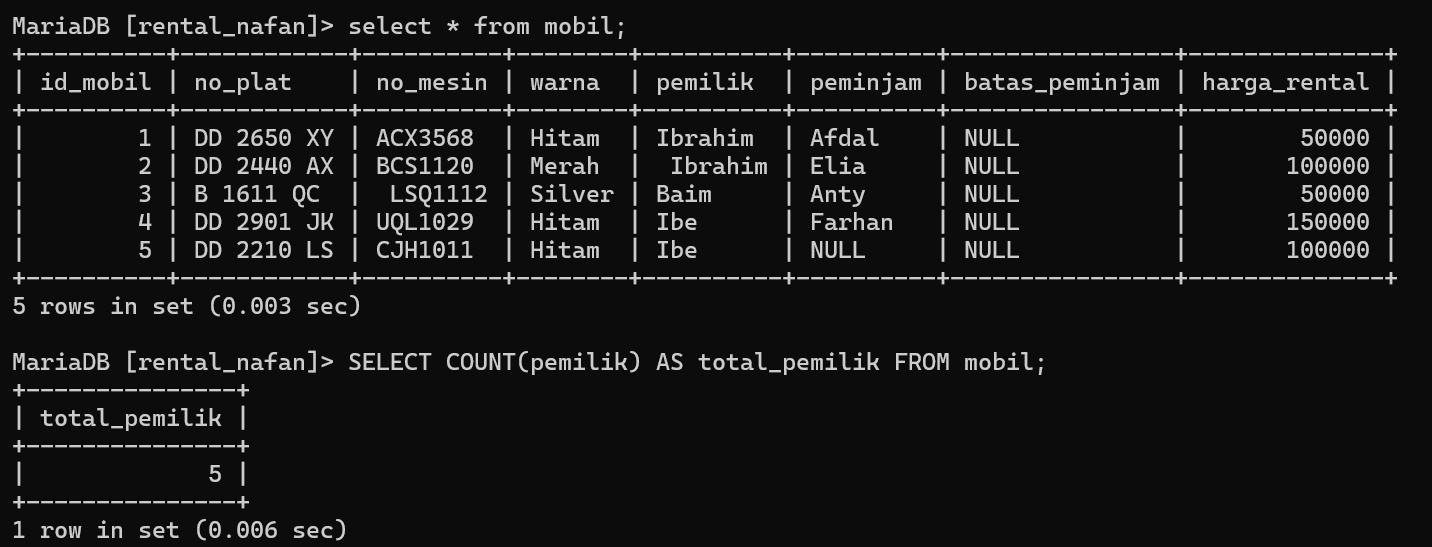 MariaDB [rental_nafan]> select * from mobil;
+----------+------------+----------+--------+----------+----------+----------------+--------------+
| id_mobil | no_plat    | no_mesin | warna  | pemilik  | peminjam | batas_peminjam | harga_rental |
+----------+------------+----------+--------+----------+----------+----------------+--------------+
|        1 | DD 2650 XY | ACX3568  | Hitam  | Ibrahim  | Afdal    | NULL           |        50000 |
|        2 | DD 2440 AX | BCS1120  | Merah  |  Ibrahim | Elia     | NULL           |       100000 |
|        3 | B 1611 QC  |  LSQ1112 | Silver | Baim     | Anty     | NULL           |        50000 |
|        4 | DD 2901 JK | UQL1029  | Hitam  | Ibe      | Farhan   | NULL           |       150000 |
|        5 | DD 2210 LS | CJH1011  | Hitam  | Ibe      | NULL     | NULL           |       100000 |
+----------+------------+----------+--------+----------+----------+----------------+--------------+
5 rows in set (0.003 sec)
MariaDB [rental_nafan]> SELECT COUNT(pemilik) AS total_pemilik FROM mobil;
+---------------+
| total_pemilik |
+---------------+
|             5 |
+---------------+
1 row in set (0.006 sec)